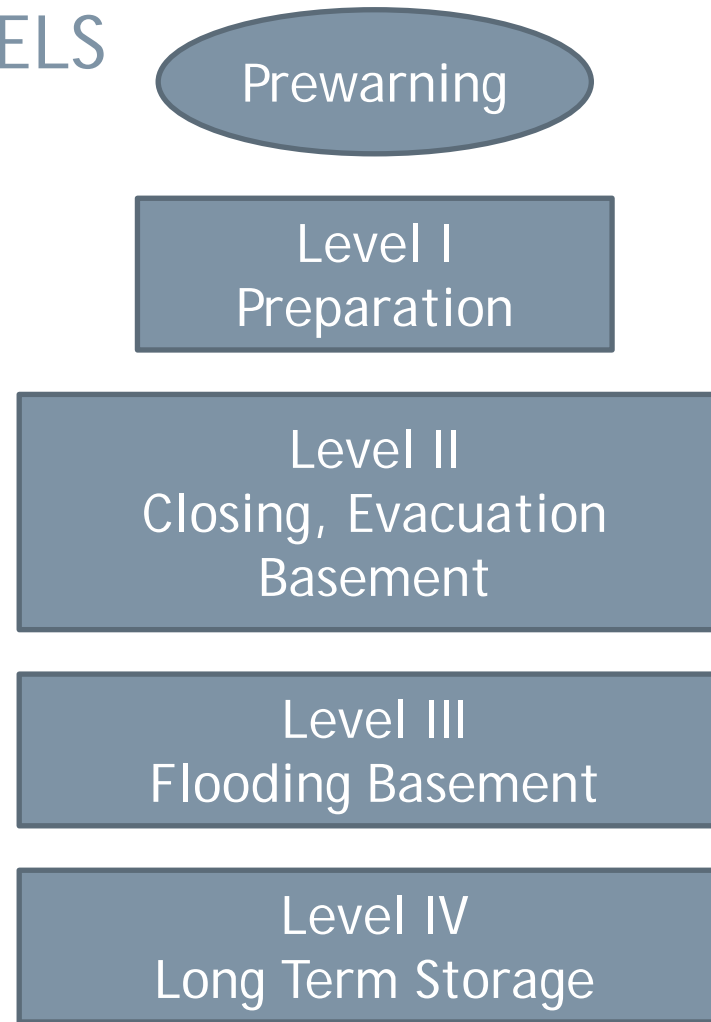 ELS
Prewarning
Level I
Preparation
Level II
Closing, Evacuation
Basement
Level III
Flooding Basement
Level IV
Long Term Storage